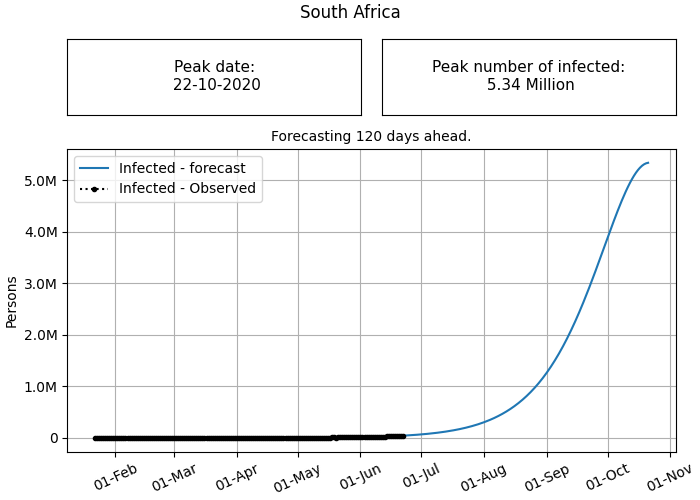 South Africa
Peak date:
22-10-2020
Peak number of infected:
5.34 Million
Forecasting 120 days ahead.
Infected - forecast
Infected - Observed
Persons
5.0M
4.0M
3.0M
2.0M
1.0M
0
01-Feb
01-Mar
01-Apr
01-May
01-Jun
01-Jul
01-Aug
01-Sep
01-Oct
01-Nov